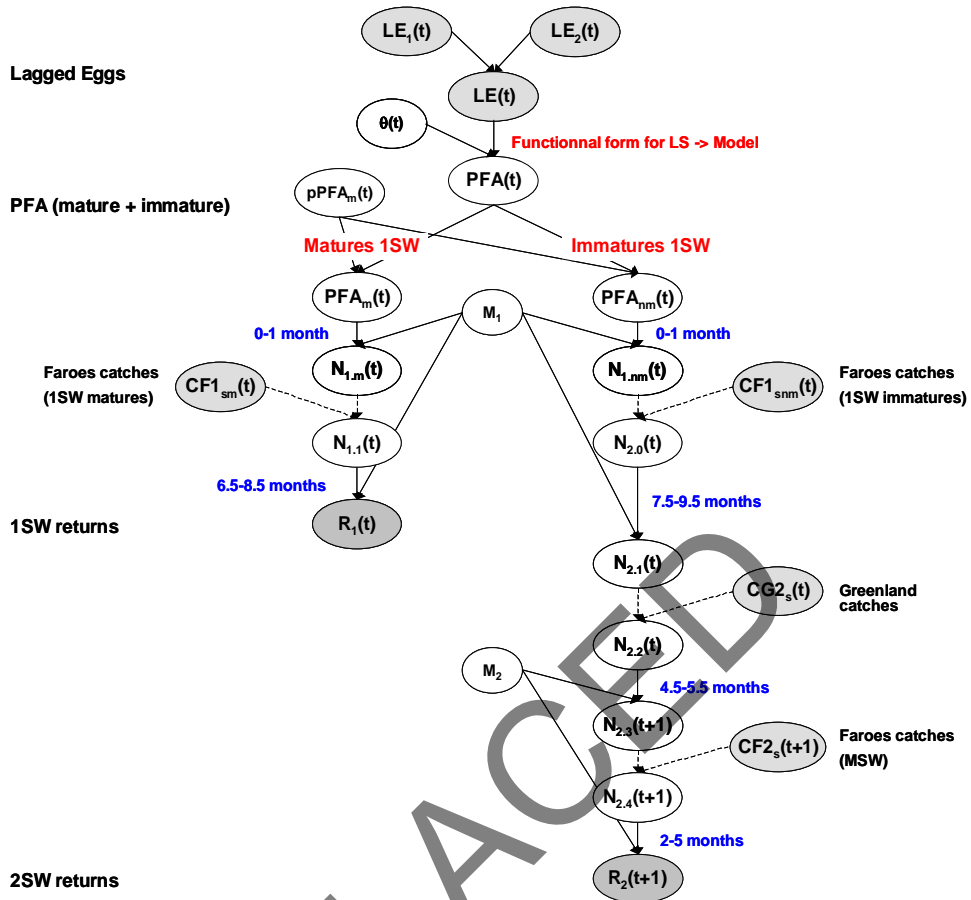 LE1(t)
LE2(t)
Lagged Eggs
LE(t)
θ(t)
Functionnal form for LS -> Model
PFA(t)
pPFAm(t)
PFA (mature + immature)
Matures 1SW
Immatures 1SW
PFAm(t)
PFAnm(t)
M1
0-1 month
0-1 month
N1.m(t)
N1.nm(t)
Faroes catches
(1SW matures)
CF1sm(t)
CF1snm(t)
Faroes catches
(1SW immatures)
N1.1(t)
N2.0(t)
6.5-8.5 months
7.5-9.5 months
1SW returns
R1(t)
N2.1(t)
CG2s(t)
Greenland
catches
N2.2(t)
M2
4.5-5.5 months
N2.3(t+1)
CF2s(t+1)
Faroes catches
(MSW)
N2.4(t+1)
2-5 months
2SW returns
R2(t+1)
LACED